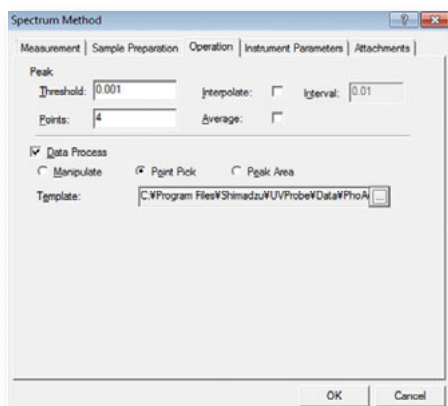 Spectrum Method
Measurement Sample Preparation Operation Instrument Parameters Attachments
Peak
Threshold: 0.001 Interpolate: Interval: 0.01
Points: 4 Average:
Data Process
Manipulate Point Pick Peak Area
Template: C:¥Program Files¥Shimadzu¥UVProbe¥Data¥PhoA ...
OK Cancel